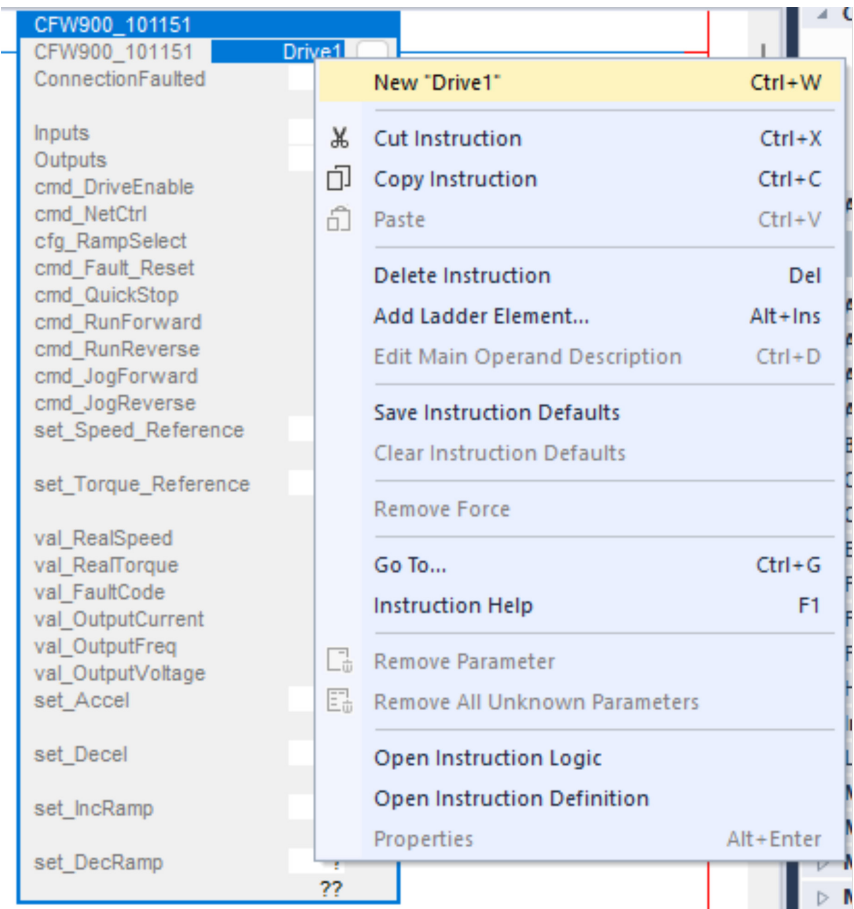 CFW900_101151
CFW900_101151 Drive1
ConnectionFaulted
Inputs
Outputs
cmd_DriveEnable
cmd_NetCtrl
cfg_RampSelect
cmd_Fault_Reset
cmd_QuickStop
cmd_RunForward
cmd_RunReverse
cmd_JogForward
cmd_JogReverse
set_Speed_Reference
set_Torque_Reference
val_RealSpeed
val_RealTorque
val_FaultCode
val_OutputCurrent
val_OutputFreq
val_OutputVoltage
set_Accel
set_Decel
set_IncRamp
set_DecRamp
??
New "Drive1" Ctrl+W
Cut Instruction Ctrl+X
Copy Instruction Ctrl+C
Paste Ctrl+V
Delete Instruction Del
Add Ladder Element... Alt+Ins
Edit Main Operand Description Ctrl+D
Save Instruction Defaults
Clear Instruction Defaults
Remove Force
Go To... Ctrl+G
Instruction Help F1
Remove Parameter
Remove All Unknown Parameters
Open Instruction Logic
Open Instruction Definition
Properties Alt+Enter